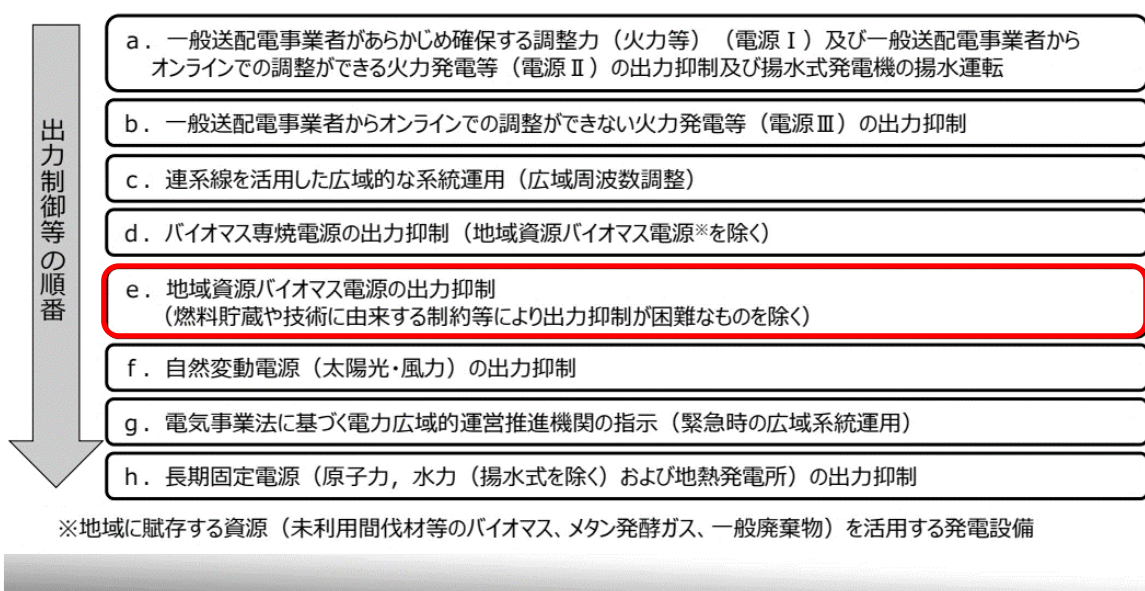 出力制御等の順番
a．一般送配電事業者があらかじめ確保する調整力（火力等）（電源Ⅰ）及び一般送配電事業者から
オンラインでの調整ができる火力発電等（電源Ⅱ）の出力抑制及び揚水式発電機の揚水運転
b．一般送配電事業者からオンラインでの調整ができない火力発電等（電源Ⅲ）の出力抑制
c．連系線を活用した広域的な系統運用（広域周波数調整）
d．バイオマス専焼電源の出力抑制（地域資源バイオマス電源※を除く）
e．地域資源バイオマス電源の出力抑制
（燃料貯蔵や技術に由来する制約等により出力抑制が困難なものを除く）
f．自然変動電源（太陽光・風力）の出力抑制
g．電気事業法に基づく電力広域的運営推進機関の指示（緊急時の広域系統運用）
h．長期固定電源（原子力，水力（揚水式を除く）および地熱発電所）の出力抑制
※地域に賦存する資源（未利用間伐材等のバイオマス、メタン発酵ガス、一般廃棄物）を活用する発電設備